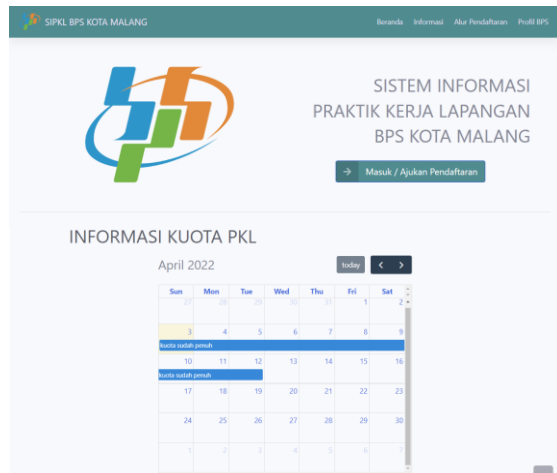 SIPKL BPS KOTA MALANG
Beranda Informasi Alur Pendaftaran Profil BPS
SISTEM INFORMASI
PRAKTIK KERJA LAPANGAN
BPS KOTA MALANG
→ Masuk / Ajukan Pendaftaran
INFORMASI KUOTA PKL
April 2022
today < >
Sun Mon Tue Wed Thu Fri Sat
27 28 29 30 31 1 2
3 4 5 6 7 8 9
kuota sudah penuh
10 11 12 13 14 15 16
kuota sudah penuh
17 18 19 20 21 22 23
24 25 26 27 28 29 30
1 2 3 4 5 6 7